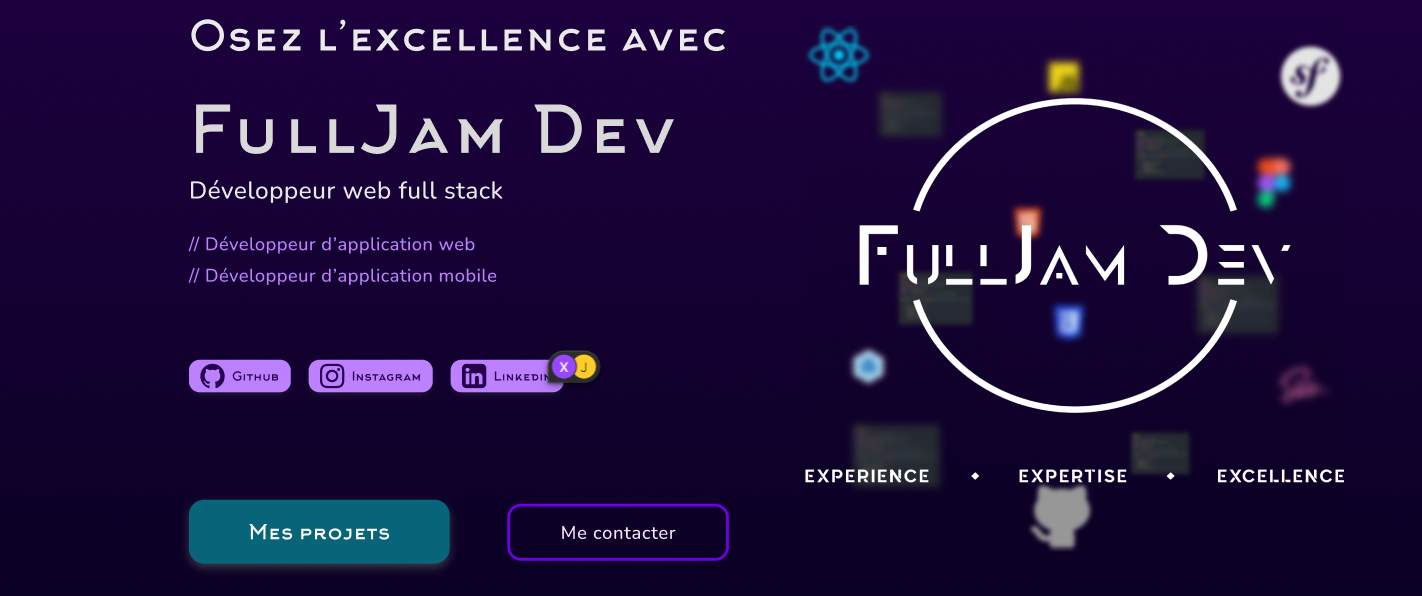 Osez l’excellence avec
FullJam Dev
Développeur web full stack
// Développeur d’application web
// Développeur d’application mobile
Github
Instagram
Linkedin
X
J
Mes projets
Me contacter
sf
FullJam Dev
EXPERIENCE ◆ EXPERTISE ◆ EXCELLENCE